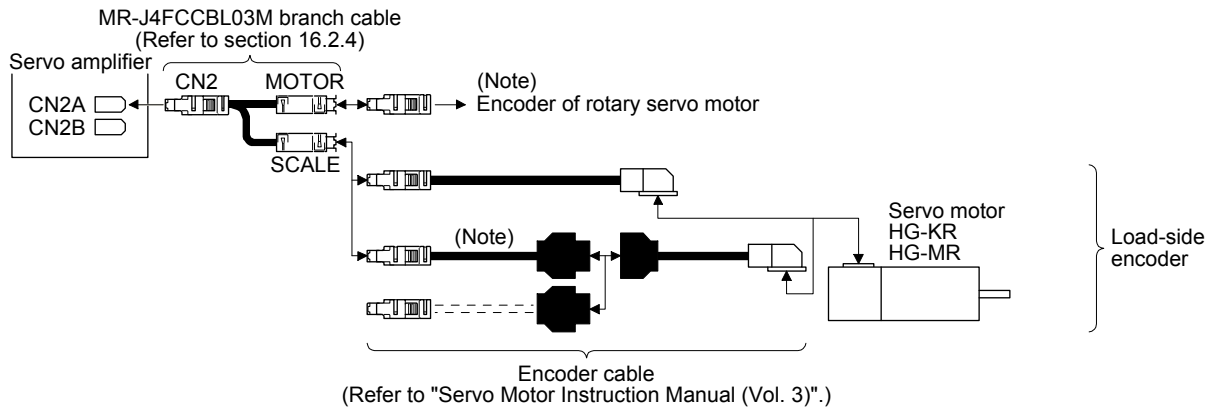 MR-J4FCCBL03M branch cable
(Refer to section 16.2.4)
Servo amplifier
CN2
MOTOR
(Note)
CN2A
Encoder of rotary servo motor
CN2B
SCALE
Servo motor
HG-KR
HG-MR
(Note)
Load-side
encoder
Encoder cable
(Refer to "Servo Motor Instruction Manual (Vol. 3)".)